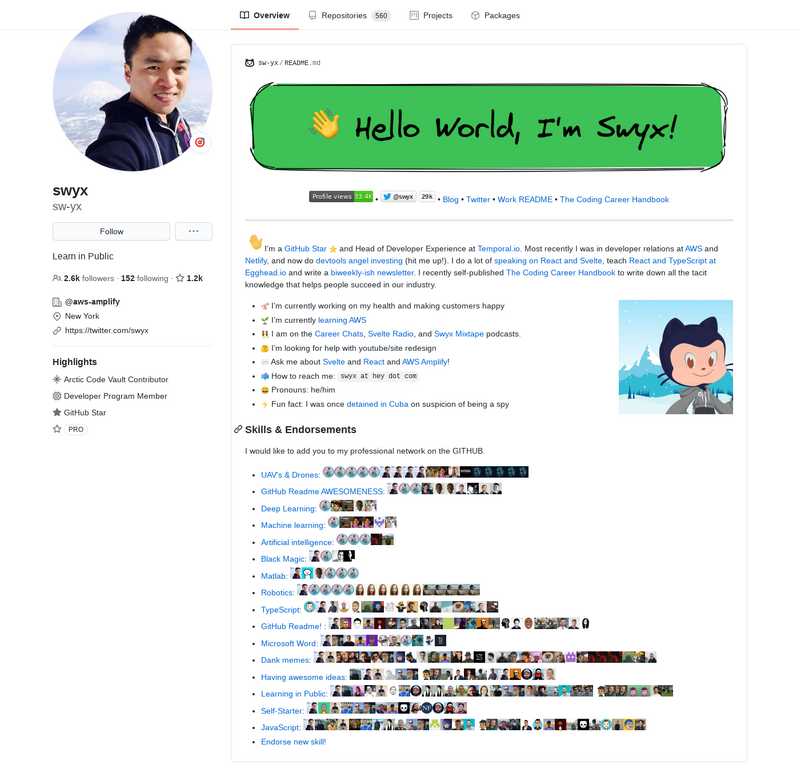 Overview
Repositories 560
Projects
Packages
swyx
sw-yx
Follow
Learn in Public
2.6k followers · 152 following · 1.2k
@aws-amplify
New York
https://twitter.com/swyx
Highlights
Arctic Code Vault Contributor
Developer Program Member
GitHub Star
PRO
sw-yx / README.md
Hello World, I'm Swyx!
Profile views 33.4k • @swyx 29k • Blog • Twitter • Work README • The Coding Career Handbook
I'm a GitHub Star and Head of Developer Experience at Temporal.io. Most recently I was in developer relations at AWS and
Netlify, and now do devtools angel investing (hit me up!). I do a lot of speaking on React and Svelte, teach React and TypeScript at
Egghead.io and write a biweekly-ish newsletter. I recently self-published The Coding Career Handbook to write down all the tacit
knowledge that helps people succeed in our industry.
• I'm currently working on my health and making customers happy
• I'm currently learning AWS
• I am on the Career Chats, Svelte Radio, and Swyx Mixtape podcasts.
• I'm looking for help with youtube/site redesign
• Ask me about Svelte and React and AWS Amplify!
• How to reach me: swyx at hey dot com
• Pronouns: he/him
• Fun fact: I was once detained in Cuba on suspicion of being a spy
Skills & Endorsements
I would like to add you to my professional network on the GITHUB.
• UAV's & Drones:
• GitHub Readme AWESOMENESS:
• Deep Learning:
• Machine learning:
• Artificial intelligence:
• Black Magic:
• Matlab:
• Robotics:
• TypeScript:
• GitHub Readme! :
• Microsoft Word:
• Dank memes:
• Having awesome ideas:
• Learning in Public:
• Self-Starter:
• JavaScript:
• Endorse new skill!